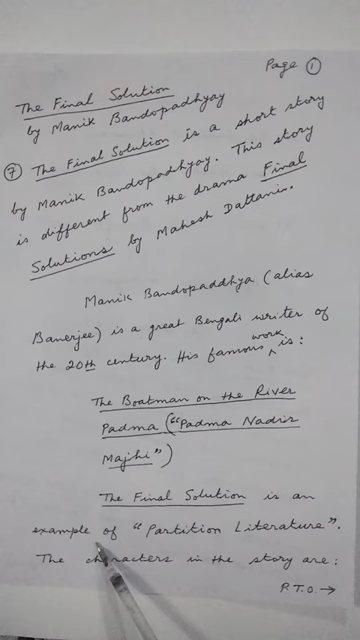 Page 1
The Final Solution
by Manik Bandopadhyay
7 The Final Solution is a short story
by Manik Bandopadhyay. This story
is different from the drama Final
Solutions by Mahesh Dattani.
Manik Bandopaddhya (alias
Banerjee) is a great Bengali writer of
the 20th century. His famous work is:
The Boatman on the River
Padma ("Padma Nadir
Majhi")
The Final Solution is an
example of "Partition Literature".
The characters in the story are:
P.T.O. →